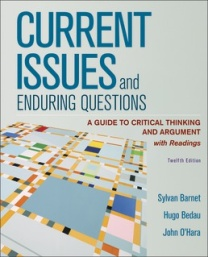 CURRENT
ISSUES and
ENDURING
QUESTIONS
A GUIDE TO CRITICAL THINKING
AND ARGUMENT
with Readings
Twelfth Edition
Sylvan Barnet
Hugo Bedau
John O'Hara